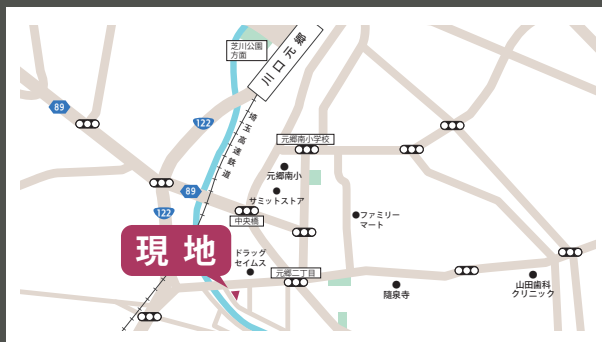 芝川公園
方面
川口元郷
89
122
埼玉高速鉄道
元郷南小学校
元郷南小
89
サミットストア
122
中央橋
ファミリー
マート
現地
ドラッグ
セイムス
元郷二丁目
随泉寺
山田歯科
クリニック